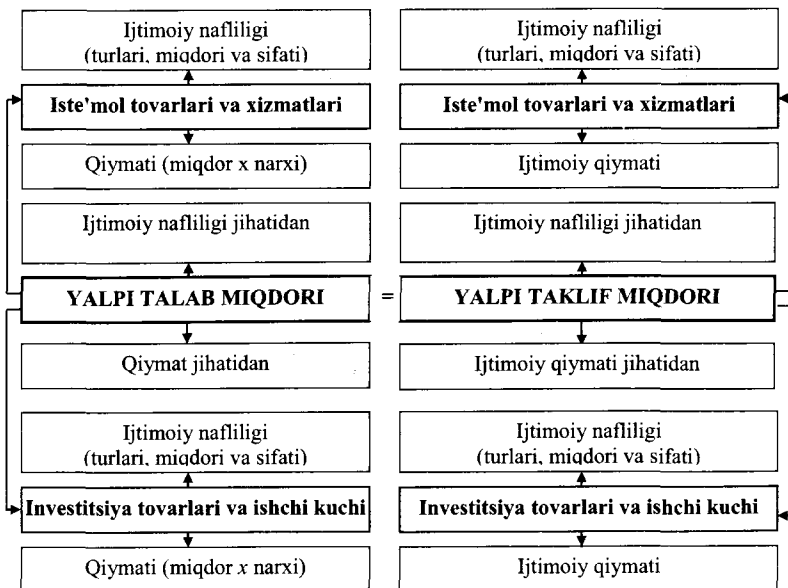 Ijtimoiy nafliligi
(turlari, miqdori va sifati)
Iste'mol tovarlari va xizmatlari
Qiymati (miqdor x narxi)
Ijtimoiy nafliligi jihatidan
YALPI TALAB MIQDORI
Qiymat jihatidan
Ijtimoiy nafliligi
(turlari, miqdori va sifati)
Investitsiya tovarlari va ishchi kuchi
Qiymati (miqdor x narxi)
=
Ijtimoiy nafliligi
(turlari, miqdori va sifati)
Iste'mol tovarlari va xizmatlari
Ijtimoiy qiymati
Ijtimoiy nafliligi jihatidan
YALPI TAKLIF MIQDORI
Ijtimoiy qiymati jihatidan
Ijtimoiy nafliligi
(turlari, miqdori va sifati)
Investitsiya tovarlari va ishchi kuchi
Ijtimoiy qiymati